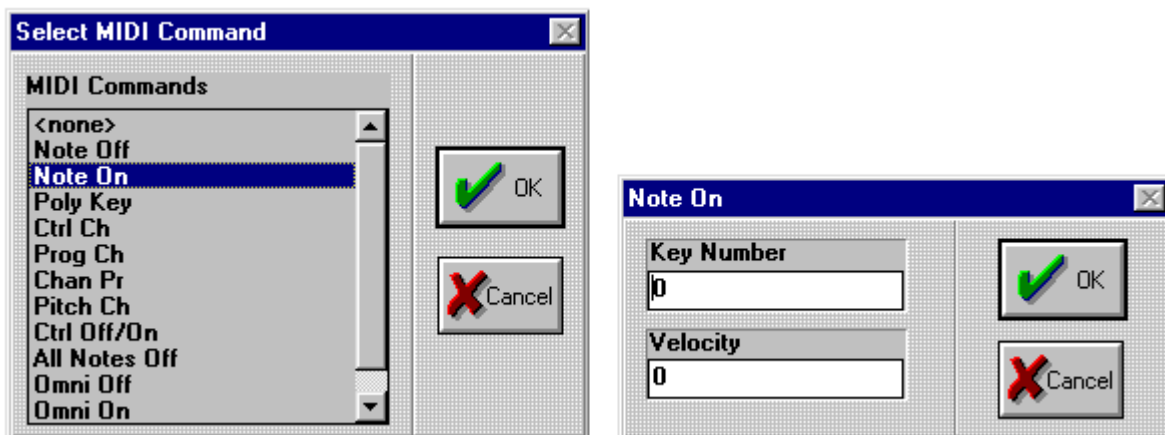 Select MIDI Command
MIDI Commands
<none>
Note Off
Note On
Poly Key
Ctrl Ch
Prog Ch
Chan Pr
Pitch Ch
Ctrl Off/On
All Notes Off
Omni Off
Omni On
OK
Cancel
Note On
Key Number
0
Velocity
0
OK
Cancel